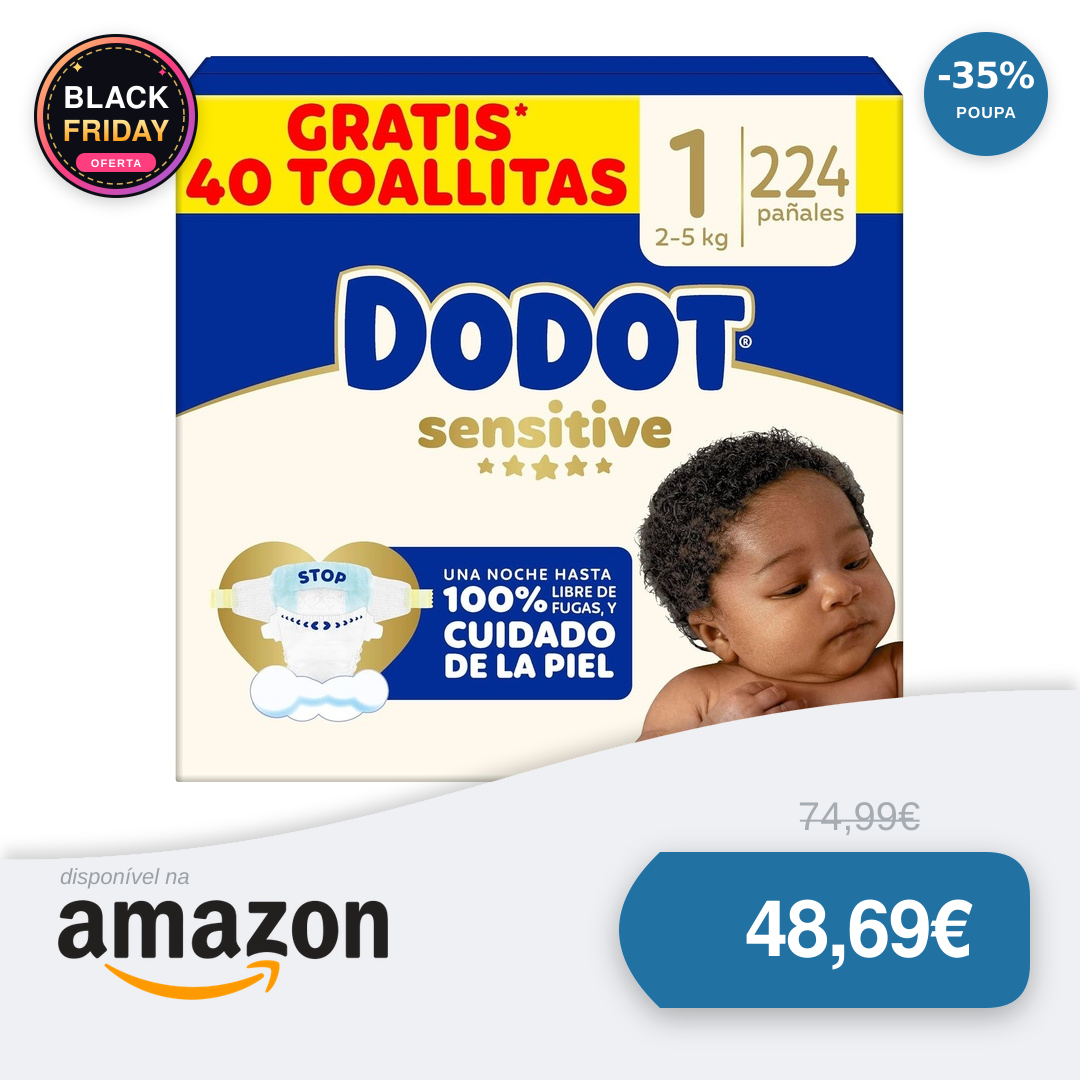 BLACK
FRIDAY
OFERTA
-35%
POUPA
GRATIS*
40 TOALLITAS
1
2-5 kg
224
pañales
DODOT®
sensitive
STOP
UNA NOCHE HASTA
100% LIBRE DE
FUGAS, Y
CUIDADO
DE LA PIEL
74,99€
disponível na
amazon
48,69€